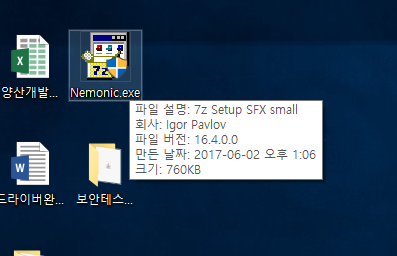 양산개발...
Nemonic.exe
7z
파일 설명: 7z Setup SFX small
회사: Igor Pavlov
파일 버전: 16.4.0.0
만든 날짜: 2017-06-02 오후 1:06
크기: 760KB
드라이버완...
보안테스...